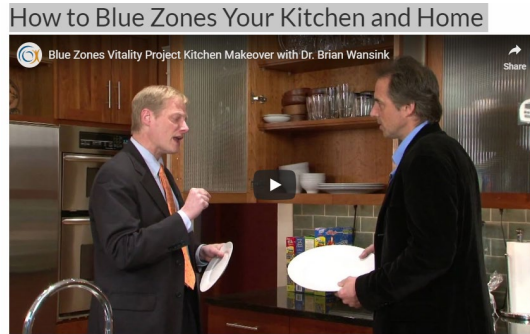 How to Blue Zones Your Kitchen and Home
Blue Zones Vitality Project Kitchen Makeover with Dr. Brian Wansink
Share